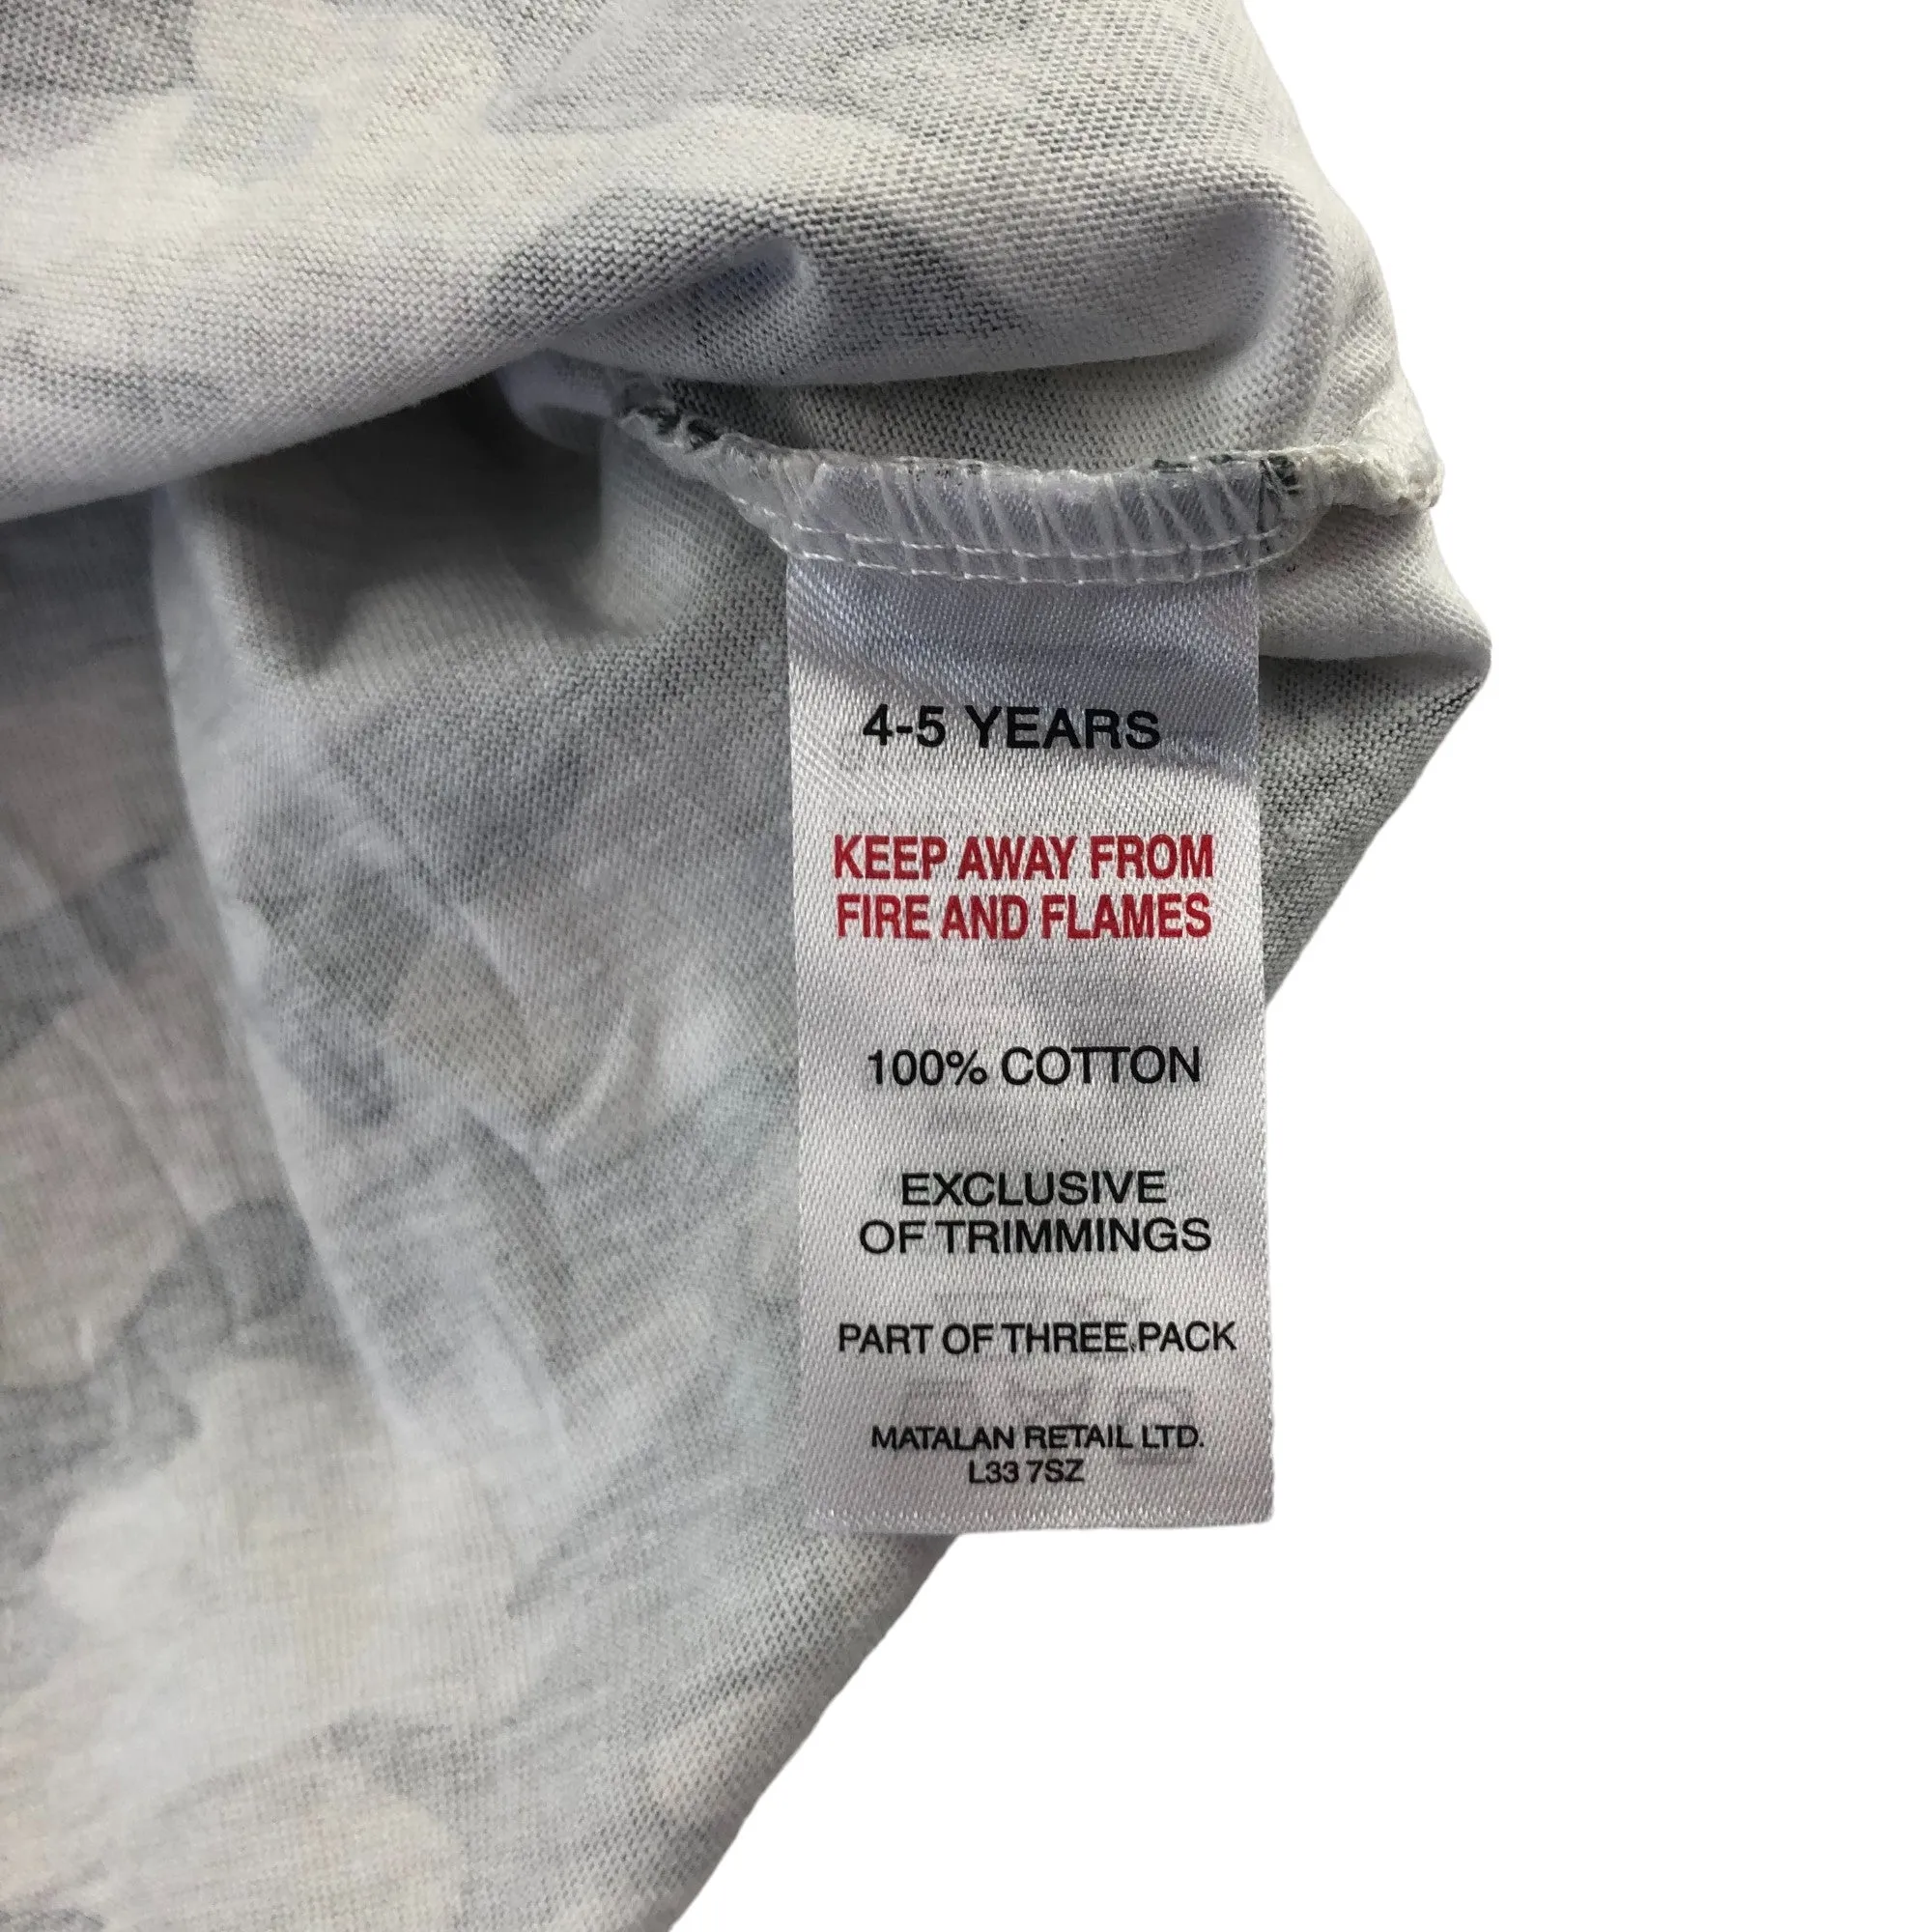 4-5 YEARS
KEEP AWAY FROM
FIRE AND FLAMES
100% COTTON
EXCLUSIVE
OF TRIMMINGS
PART OF THREE PACK
MATALAN RETAIL LTD.
L33 7SZ